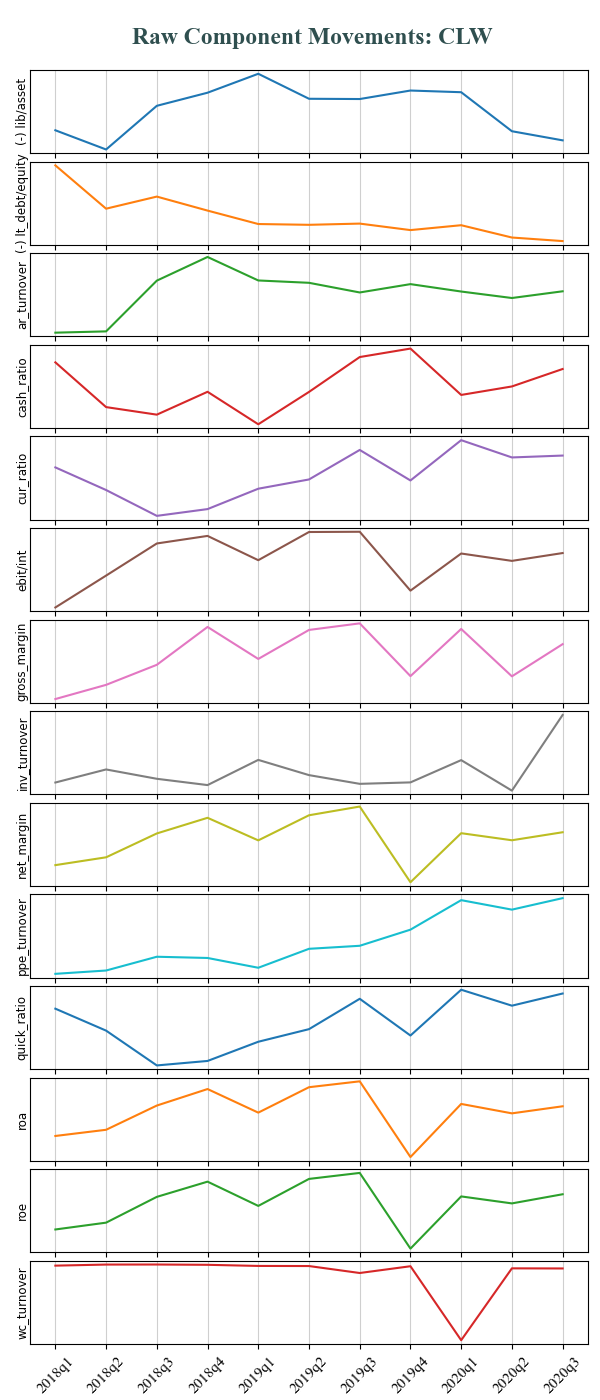 Raw Component Movements: CLW
(-) lib/asset
(-) lt_debt/equity
ar_turnover
cash_ratio
cur_ratio
ebit/int
gross_margin
inv_turnover
net_margin
ppe_turnover
quick_ratio
roa
roe
wc_turnover
2018q1 2018q2 2018q3 2018q4 2019q1 2019q2 2019q3 2019q4 2020q1 2020q2 2020q3